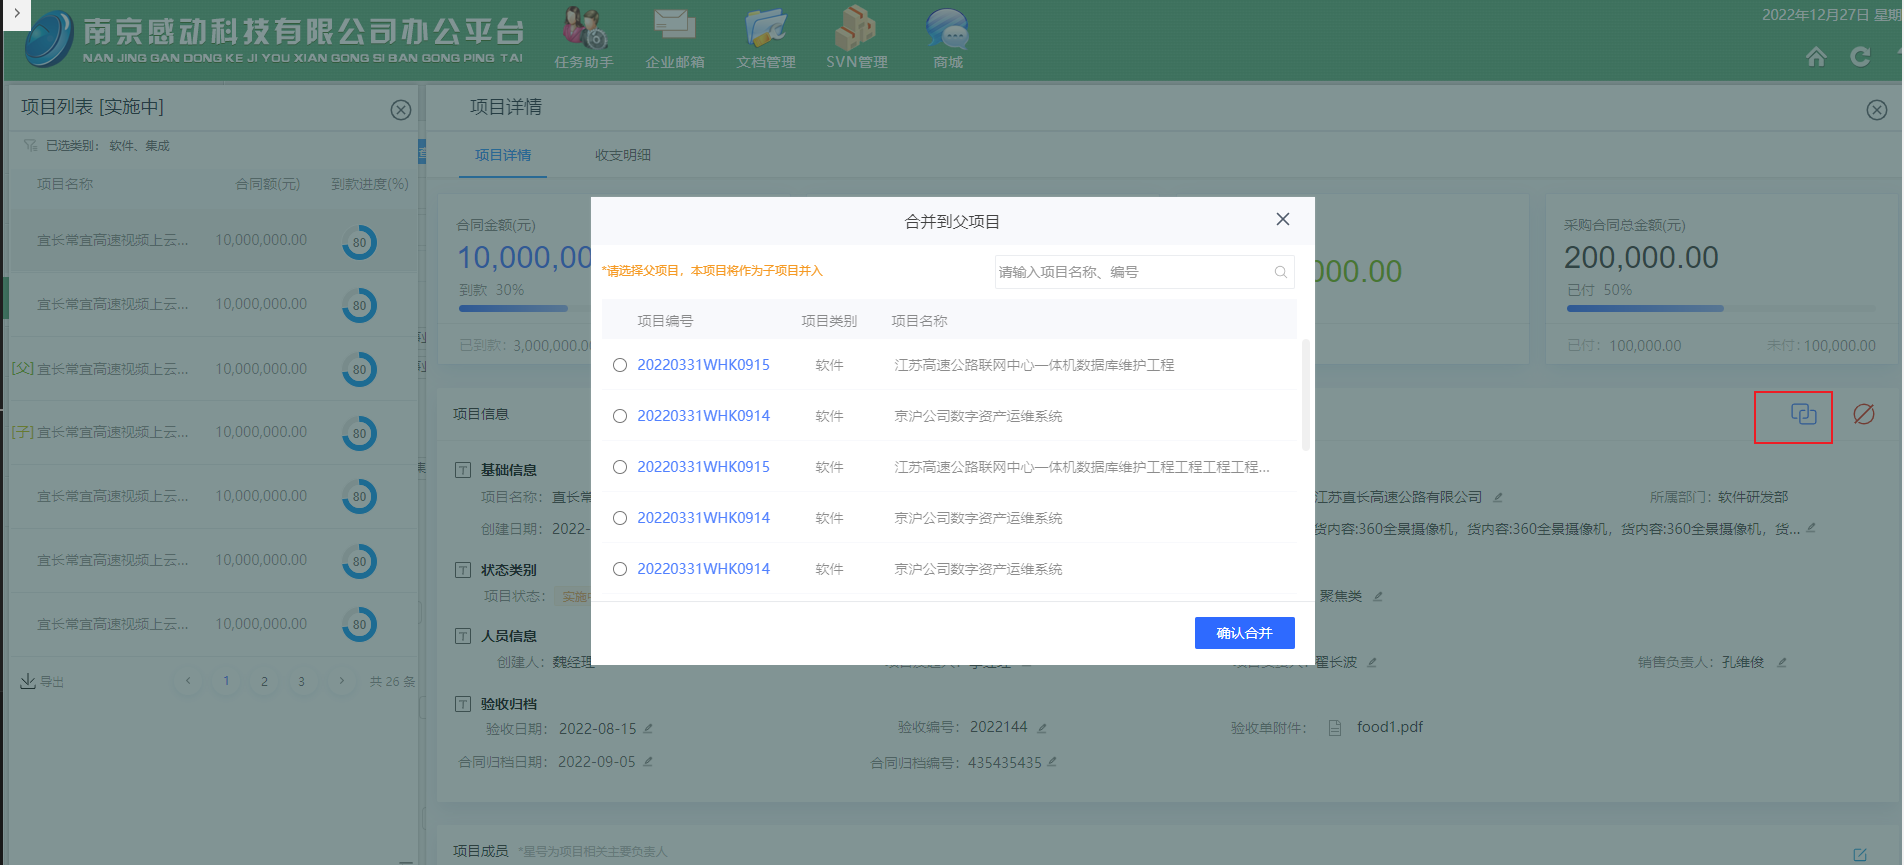 2022年12月27日 星期
南京感动科技有限公司办公平台
NAN JING GAN DONG KE JI YOU XIAN GONG SI BAN GONG PING TAI
任务助手 企业邮箱 文档管理 SVN管理 商城
项目列表 [实施中]
已选类别: 软件、集成
项目名称 合同额(元) 到款进度(%)
宜长常宜高速视频上云... 10,000,000.00 80
宜长常宜高速视频上云... 10,000,000.00 80
[父] 宜长常宜高速视频上云... 10,000,000.00 80
[子] 宜长常宜高速视频上云... 10,000,000.00 80
宜长常宜高速视频上云... 10,000,000.00 80
宜长常宜高速视频上云... 10,000,000.00 80
宜长常宜高速视频上云... 10,000,000.00 80
导出 1 2 3 共 26 条
项目详情
项目详情 收支明细
合同金额(元)
10,000,00
到款 30%
已到款: 3,000,000.0
000.00
采购合同总金额(元)
200,000.00
已付 50%
已付: 100,000.00 未付: 100,000.00
合并到父项目
*请选择父项目，本项目将作为子项目并入
请输入项目名称、编号
项目编号 项目类别 项目名称
20220331WHK0915 软件 江苏高速公路联网中心一体机数据库维护工程
20220331WHK0914 软件 京沪公司数字资产运维系统
20220331WHK0915 软件 江苏高速公路联网中心一体机数据库维护工程工程工程工程...
20220331WHK0914 软件 京沪公司数字资产运维系统
20220331WHK0914 软件 京沪公司数字资产运维系统
确认合并
项目信息
基础信息
项目名称: 宜长常 江苏宜长高速公路有限公司 所属部门: 软件研发部
创建日期: 2022- 货内容:360全景摄像机，货内容:360全景摄像机，货内容:360全景摄像机，货...
状态类别
项目状态: 实施 聚焦类
人员信息
创建人: 魏经理 翟长波 销售负责人: 孔维俊
验收归档
验收日期: 2022-08-15 验收编号: 2022144 验收单附件: food1.pdf
合同归档日期: 2022-09-05 合同归档编号: 435435435
项目成员 *星号为项目相关主要负责人